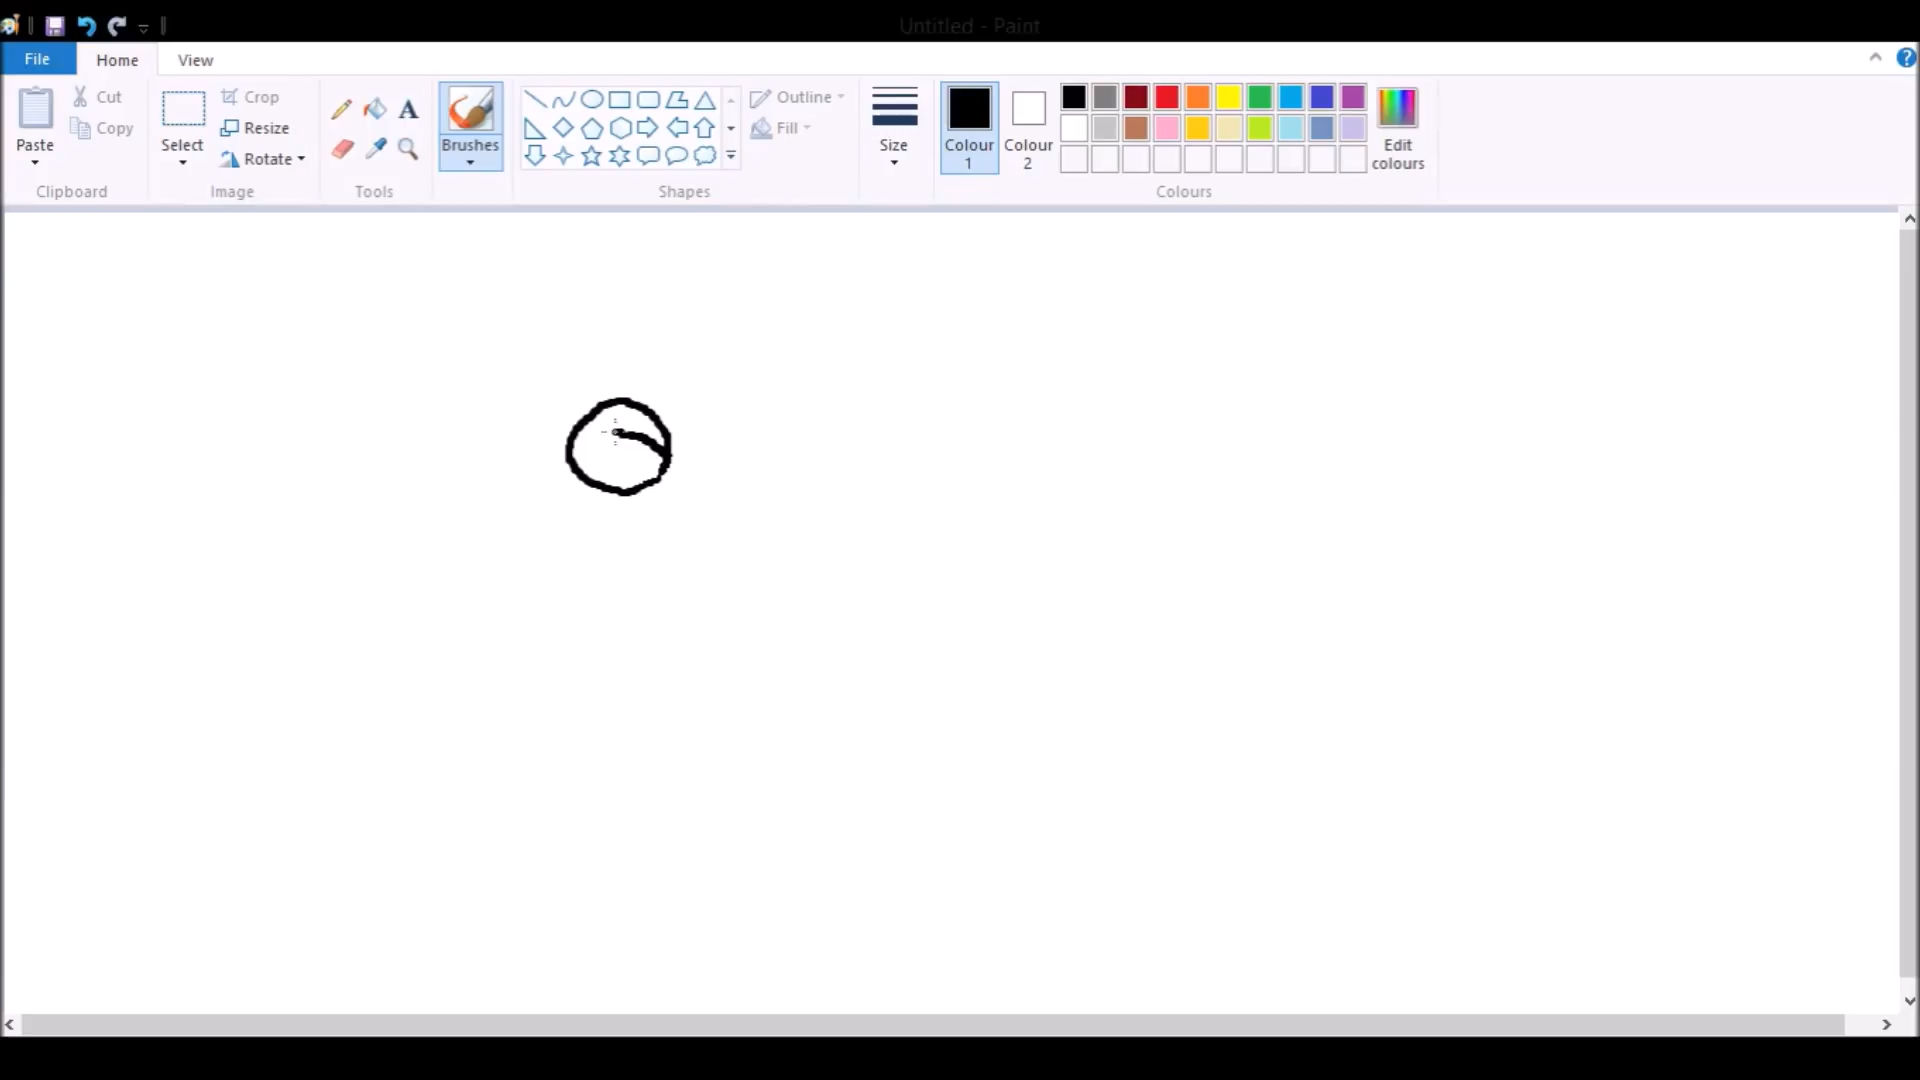 Untitled - Paint
File Home View
Paste
Cut
Copy
Clipboard
Select
Crop
Resize
Rotate
Image
A
Tools
Brushes
Shapes
Outline
Fill
Size
Colour
1
Colour
2
Edit
colours
Colours
?